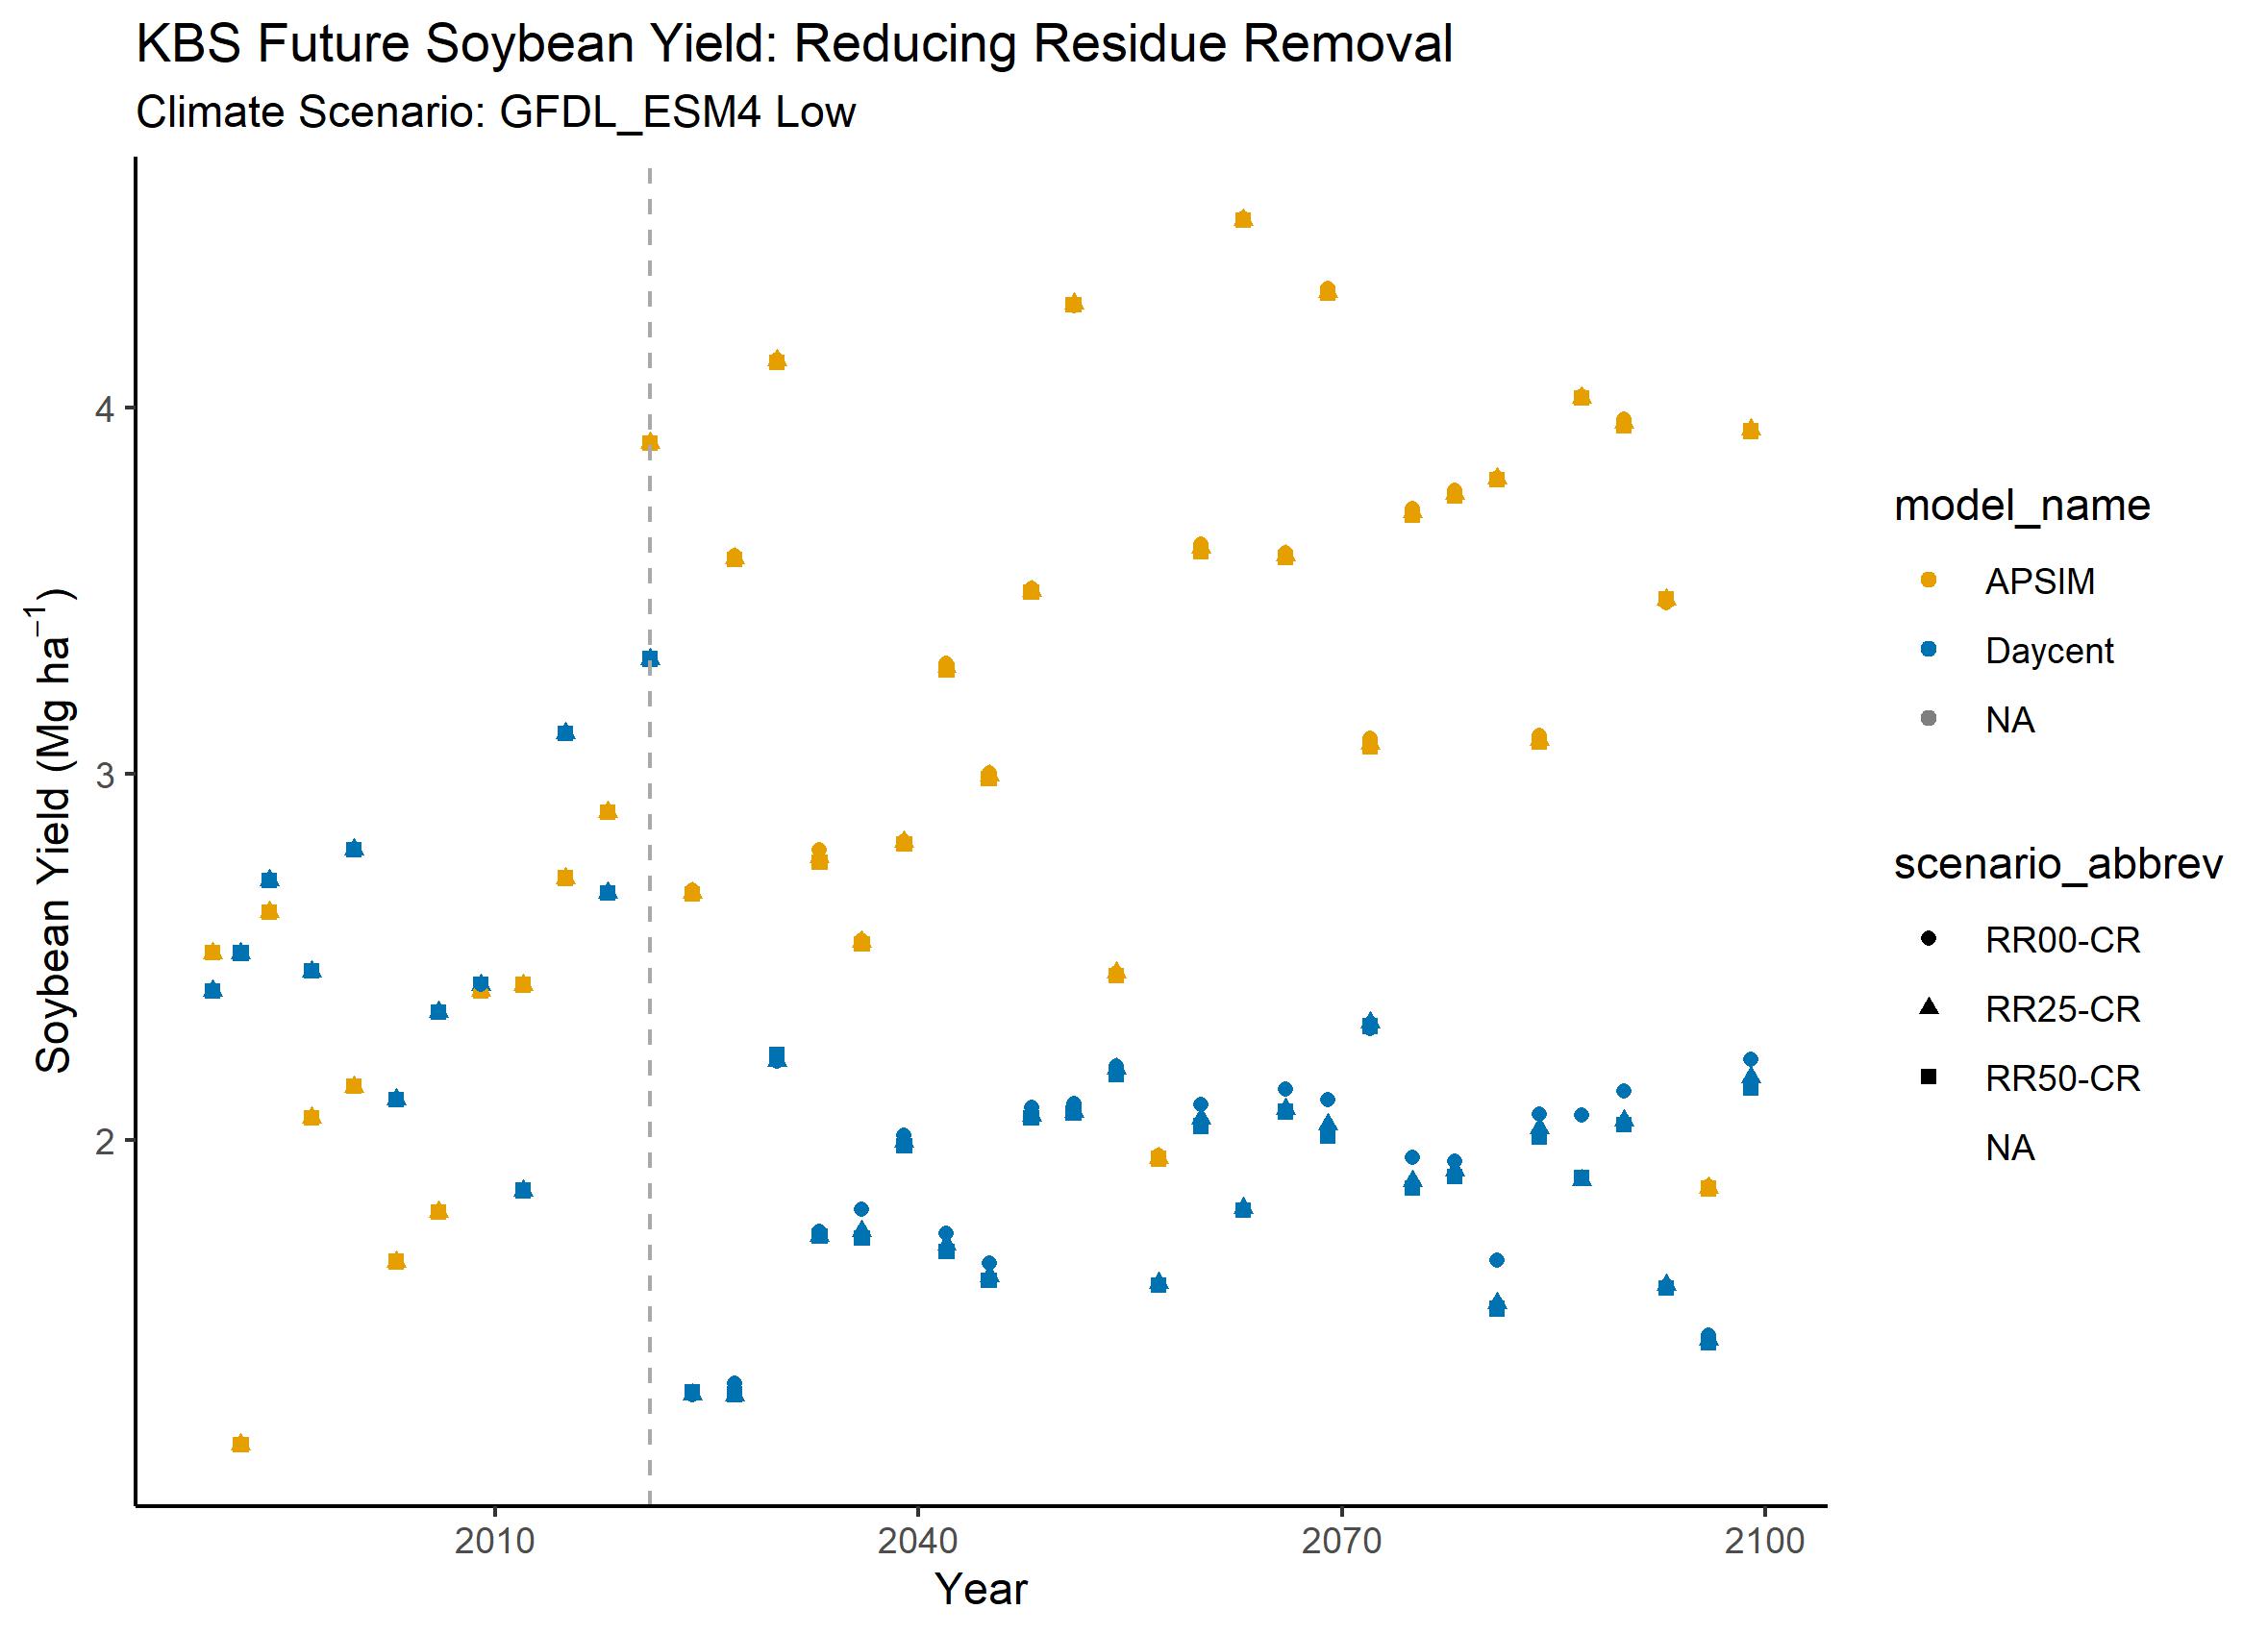 KBS Future Soybean Yield: Reducing Residue Removal
Climate Scenario: GFDL_ESM4 Low
Soybean Yield (Mg ha⁻¹)
4
3
2
2010
2040
2070
2100
Year
model_name
APSIM
Daycent
NA
scenario_abbrev
RR00-CR
RR25-CR
RR50-CR
NA